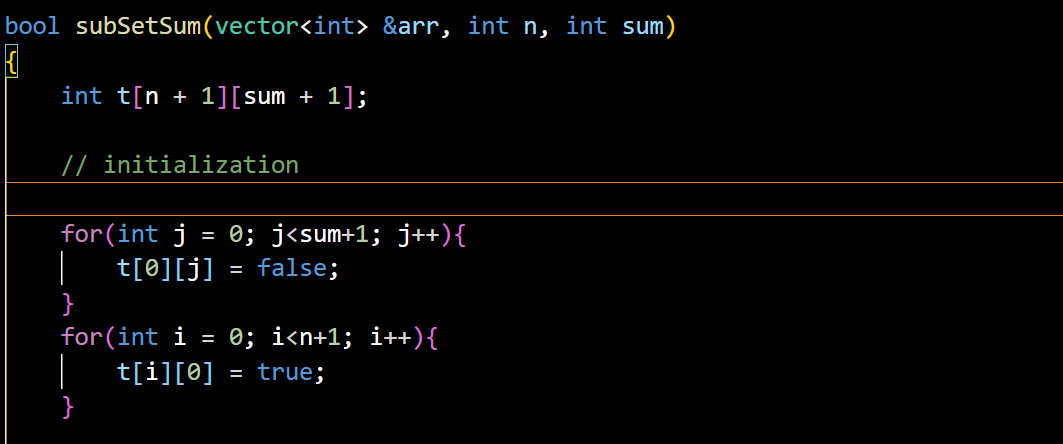 bool subSetSum(vector<int> &arr, int n, int sum)
{
    int t[n + 1][sum + 1];
    // initialization
    for(int j = 0; j<sum+1; j++){
        t[0][j] = false;
    }
    for(int i = 0; i<n+1; i++){
        t[i][0] = true;
    }